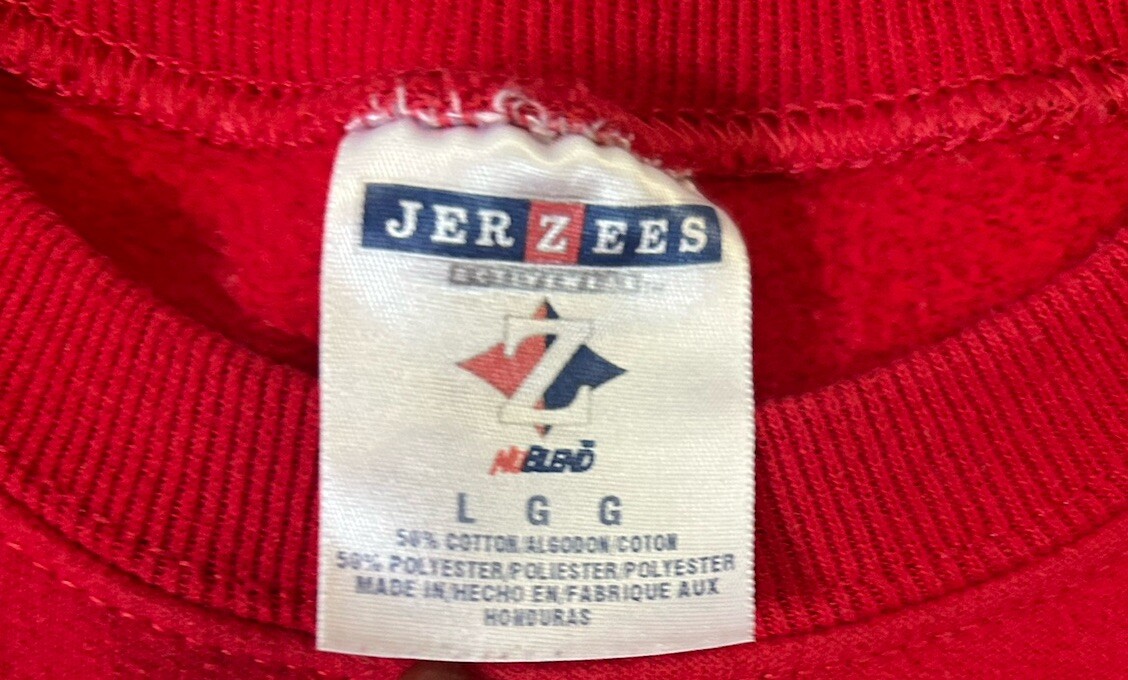 JERZEES
Z
NuBLEND
L G G
50% COTTON/ALGODON/COTON
50% POLYESTER/POLIESTER/POLYESTER
MADE IN/HECHO EN/FABRIQUE AUX
HONDURAS